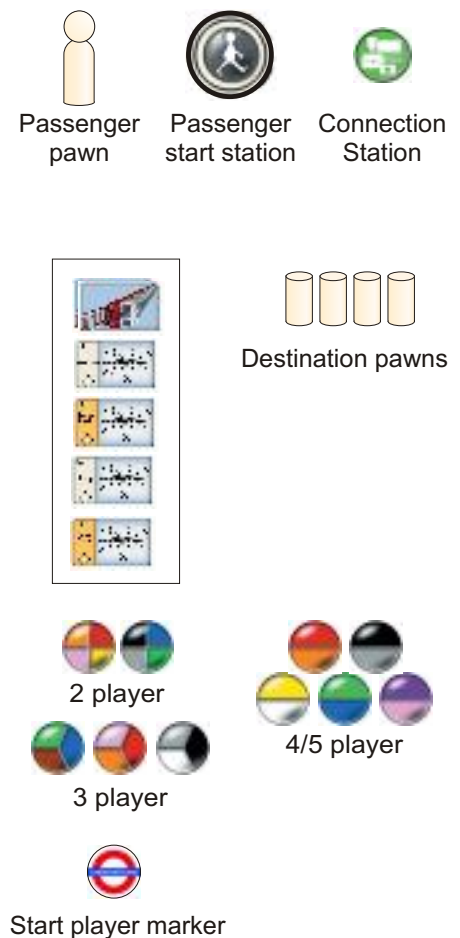 Passenger
pawn
Passenger
start station
Connection
Station
Destination pawns
2 player
4/5 player
3 player
Start player marker